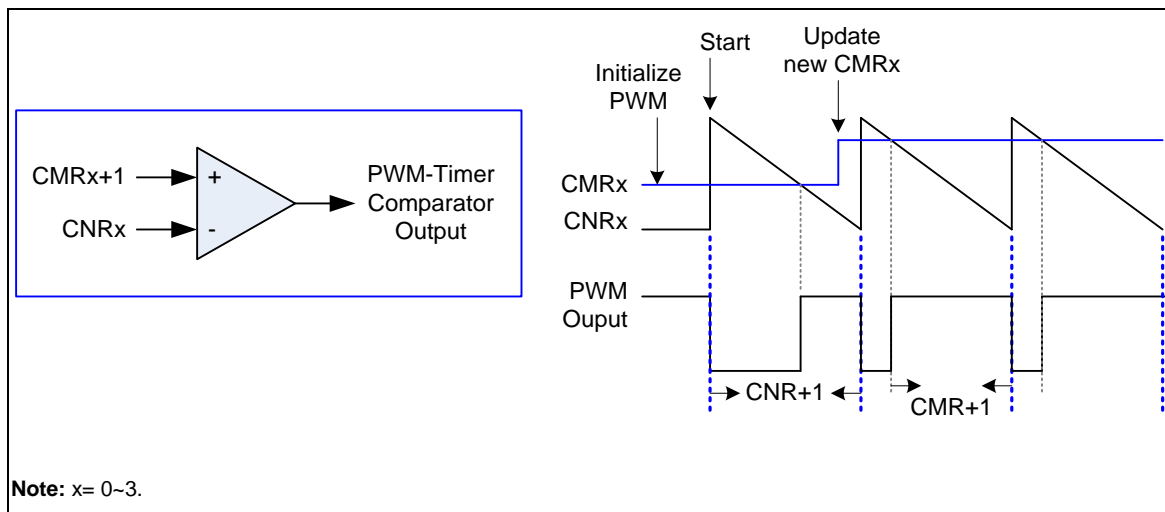 CMRx+1
CNRx
+
-
PWM-Timer
Comparator
Output
Start
Update
new CMRx
Initialize
PWM
CMRx
CNRx
PWM
Ouput
CNR+1
CMR+1
Note: x= 0~3.